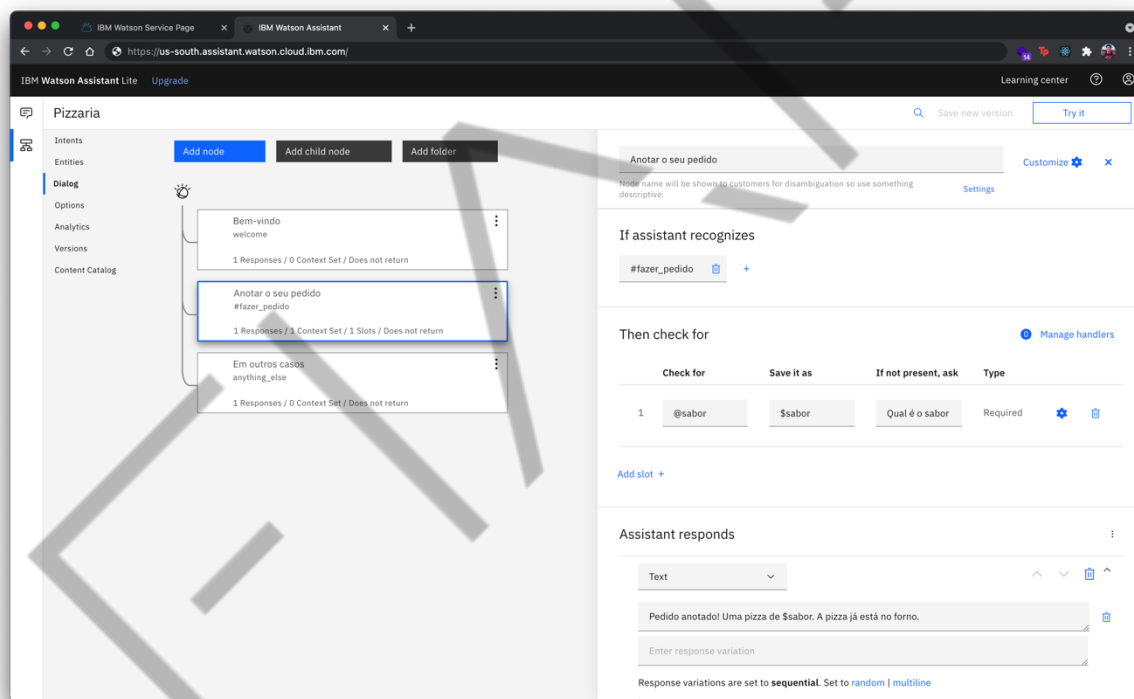 IBM Watson Service Page
IBM Watson Assistant
https://us-south.assistant.watson.cloud.ibm.com/
14
Tp
IBM Watson Assistant Lite Upgrade
Learning center
Pizzaria
Save new version
Try it
Intents
Entities
Dialog
Options
Analytics
Versions
Content Catalog
Add node
Add child node
Add folder
Bem-vindo
welcome
1 Responses / 0 Context Set / Does not return
Anotar o seu pedido
#fazer_pedido
1 Responses / 1 Context Set / 1 Slots / Does not return
Em outros casos
anything_else
1 Responses / 0 Context Set / Does not return
Anotar o seu pedido
Customize
Node name will be shown to customers for disambiguation so use something
descriptive.
Settings
If assistant recognizes
#fazer_pedido
Then check for
0 Manage handlers
Check for Save it as If not present, ask Type
1 @sabor $sabor Qual é o sabor Required
Add slot +
Assistant responds
Text
Pedido anotado! Uma pizza de $sabor. A pizza já está no forno.
Enter response variation
Response variations are set to sequential. Set to random | multiline